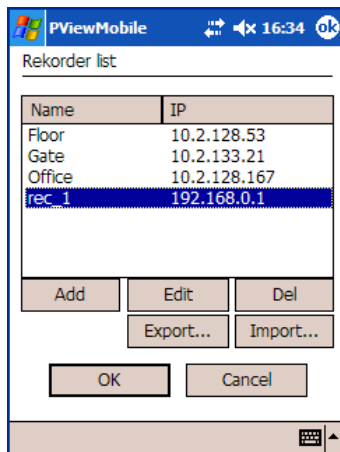 PViewMobile 16:34 ok
Rekorder list
Name IP
Floor 10.2.128.53
Gate 10.2.133.21
Office 10.2.128.167
rec_1 192.168.0.1
Add Edit Del
Export... Import...
OK Cancel